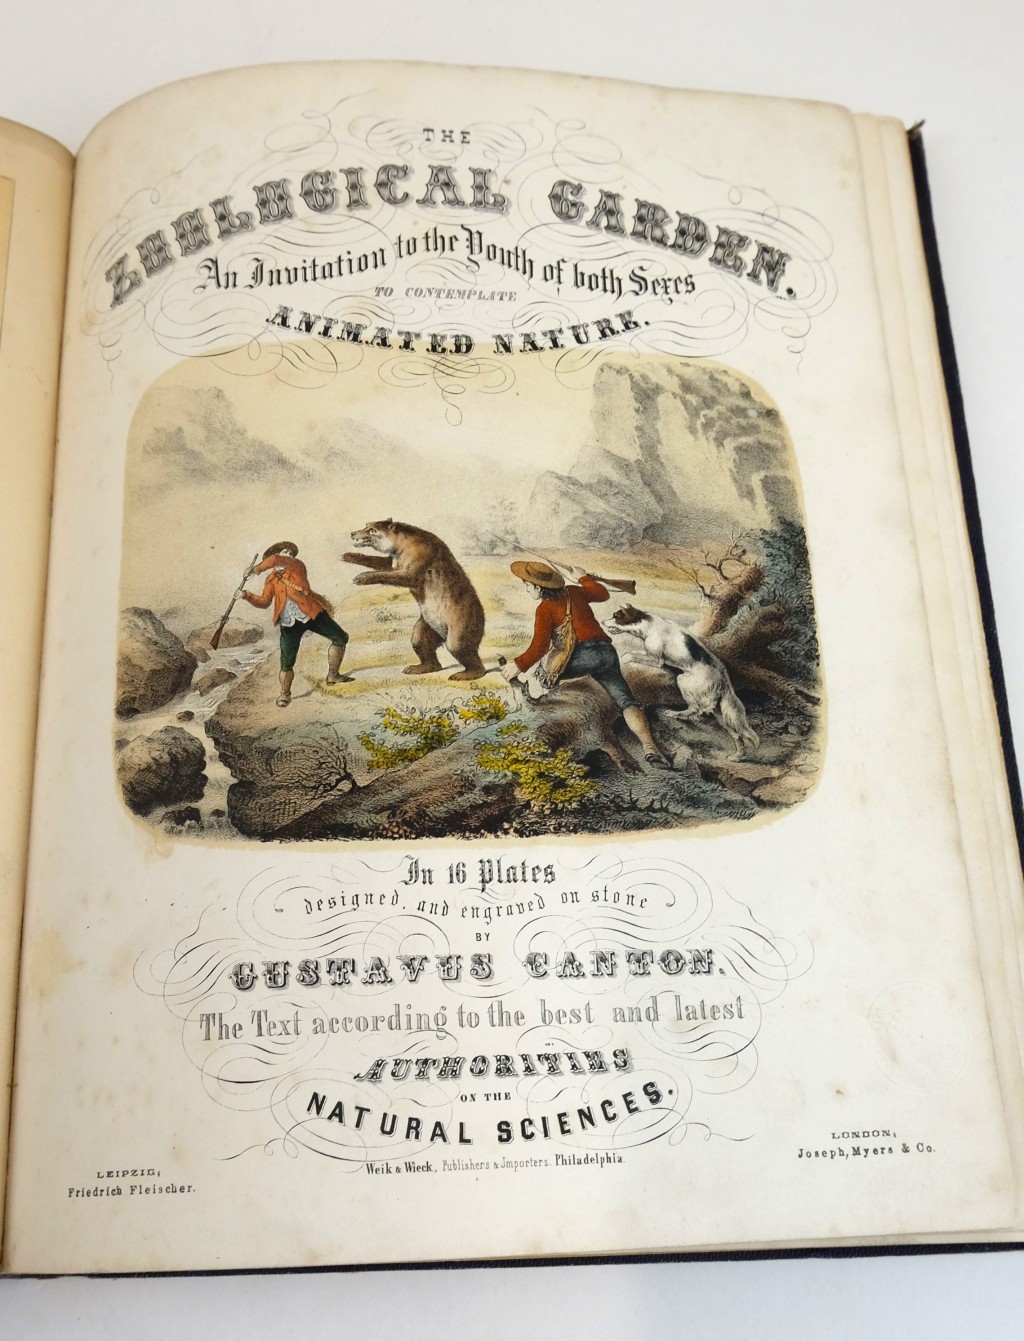 THE
ZOOLOGICAL GARDEN.
An Invitation to the Youth of both Sexes
TO CONTEMPLATE
ANIMATED NATURE.
In 16 Plates
designed, and engraved on stone
BY
GUSTAVUS CANTON.
The Text according to the best and latest
AUTHORITIES
ON THE
NATURAL SCIENCES.
Weik & Wieck, Publishers & Jmporters. Philadelphia.
LEIPZIG;
Friedrich Fleischer.
LONDON;
Joseph, Myers & Co.